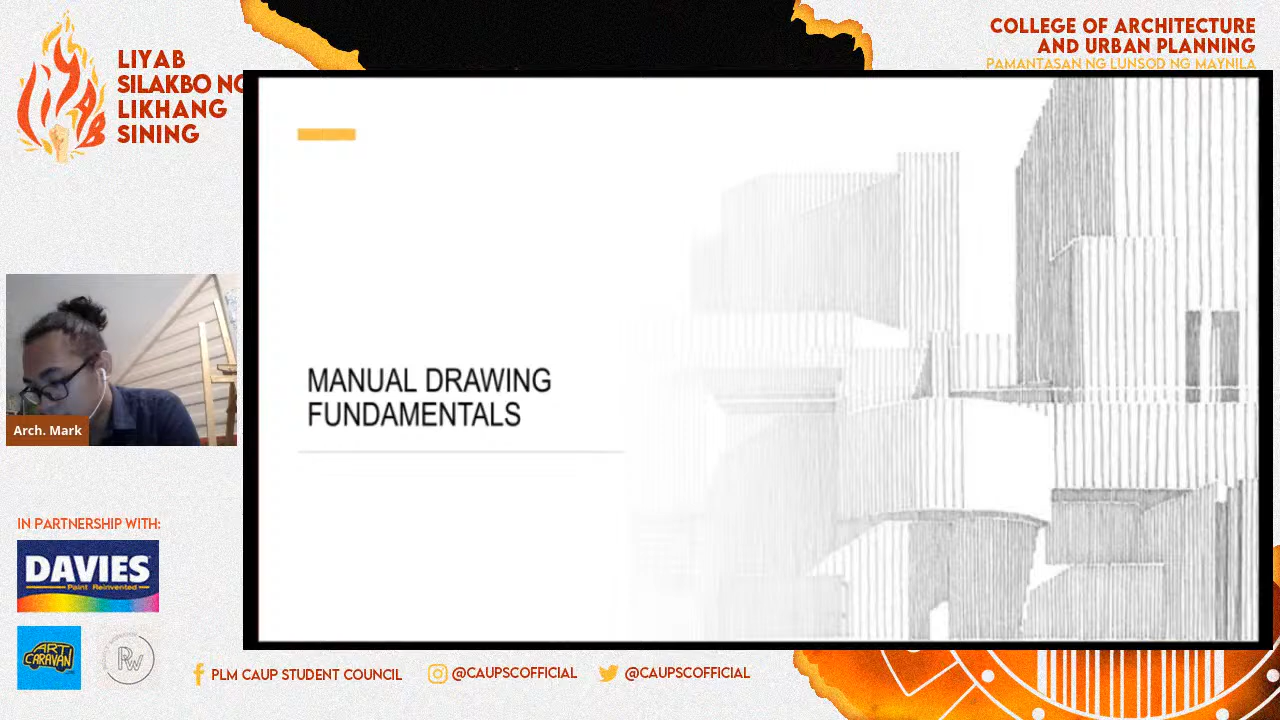 LIYAB
SILAKBO NG
LIKHANG
SINING
COLLEGE OF ARCHITECTURE
AND URBAN PLANNING
PAMANTASAN NG LUNSOD NG MAYNILA
MANUAL DRAWING
FUNDAMENTALS
Arch. Mark
IN PARTNERSHIP WITH:
DAVIES
Paint Reinvented
ART
CARAVAN
PW
PLM CAUP STUDENT COUNCIL
@CAUPSCOFFICIAL
@CAUPSCOFFICIAL